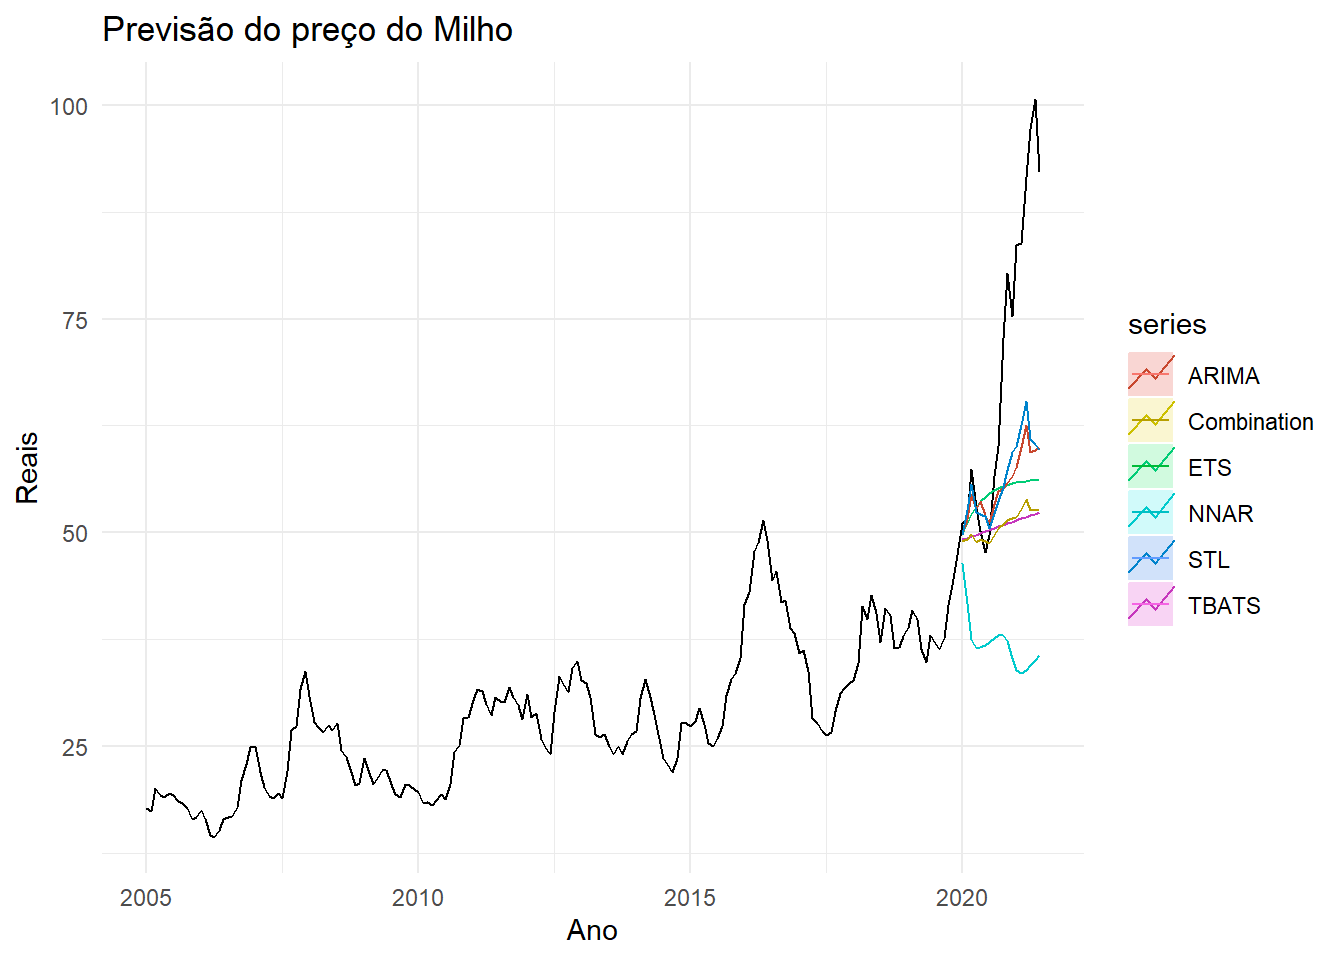 Previsão do preço do Milho
100
75
50
25
Reais
2005
2010
2015
2020
Ano
series
ARIMA
Combination
ETS
NNAR
STL
TBATS